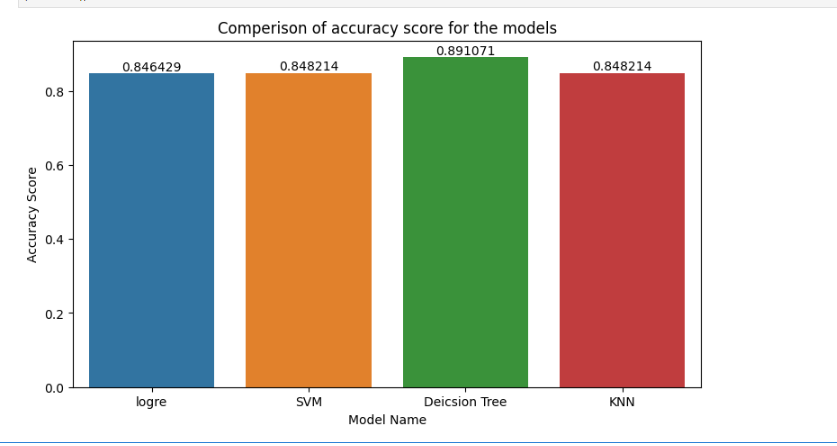 Comperison of accuracy score for the models
0.846429
0.848214
0.891071
0.848214
Accuracy Score
0.8
0.6
0.4
0.2
0.0
logre
SVM
Deicsion Tree
KNN
Model Name